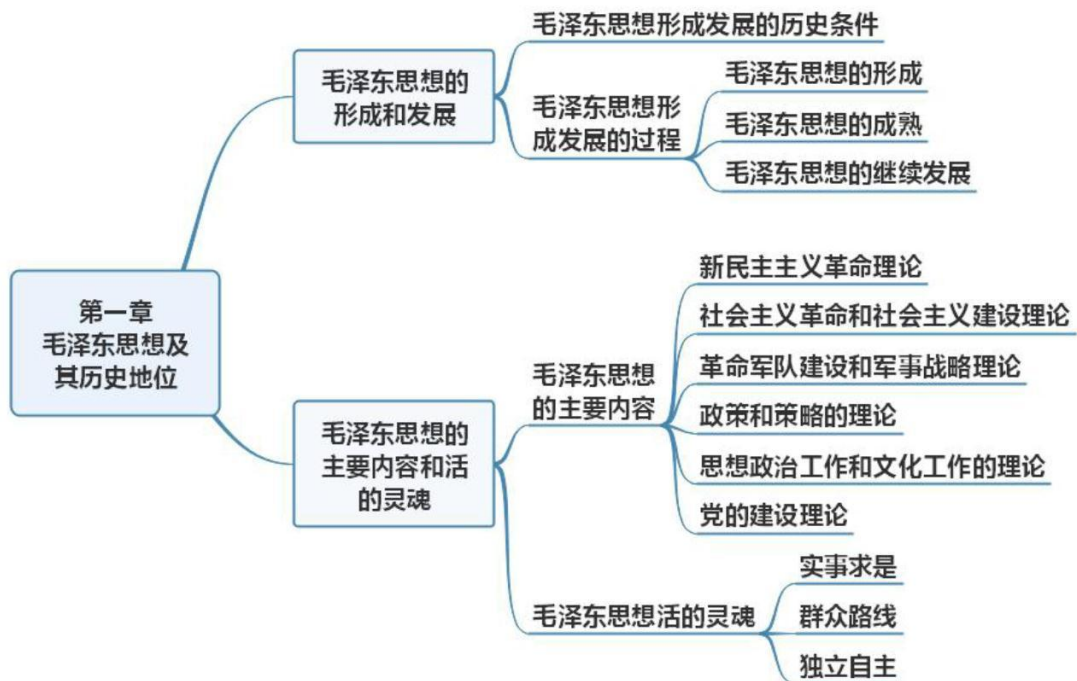 第一章
毛泽东思想及
其历史地位
毛泽东思想的
形成和发展
毛泽东思想形成发展的历史条件
毛泽东思想形
成发展的过程
毛泽东思想的形成
毛泽东思想的成熟
毛泽东思想的继续发展
毛泽东思想的
主要内容和活
的灵魂
毛泽东思想
的主要内容
新民主主义革命理论
社会主义革命和社会主义建设理论
革命军队建设和军事战略理论
政策和策略的理论
思想政治工作和文化工作的理论
党的建设理论
毛泽东思想活的灵魂
实事求是
群众路线
独立自主